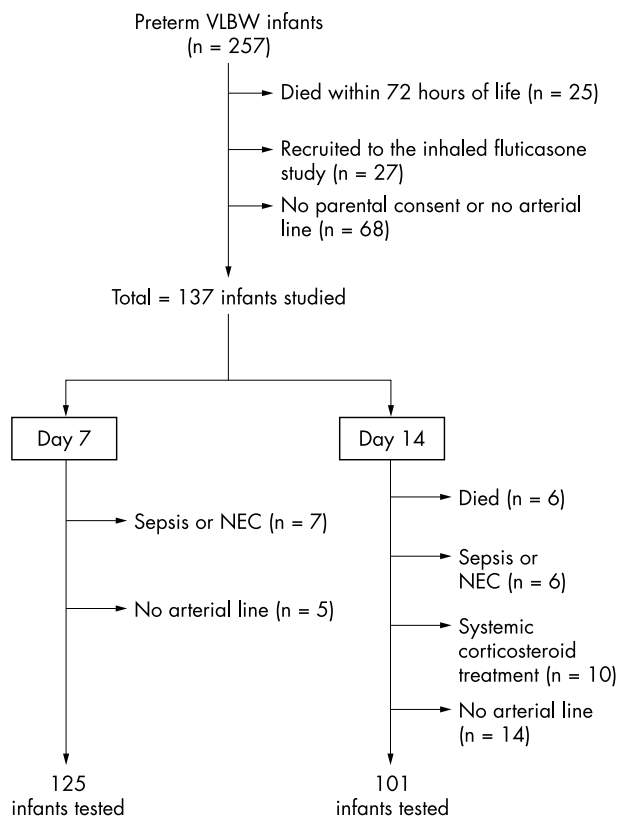 Preterm VLBW infants
(n = 257)
Died within 72 hours of life (n = 25)
Recruited to the inhaled fluticasone
study (n = 27)
No parental consent or no arterial
line (n = 68)
Total = 137 infants studied
Day 7
Sepsis or NEC (n = 7)
No arterial line (n = 5)
125
infants tested
Day 14
Died (n = 6)
Sepsis or
NEC (n = 6)
Systemic
corticosteroid
treatment (n = 10)
No arterial line
(n = 14)
101
infants tested